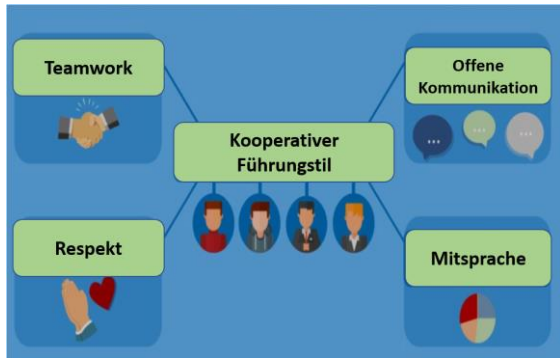 Teamwork
Offene
Kommunikation
... ... ...
Kooperativer
Führungstil
Respekt
Mitsprache